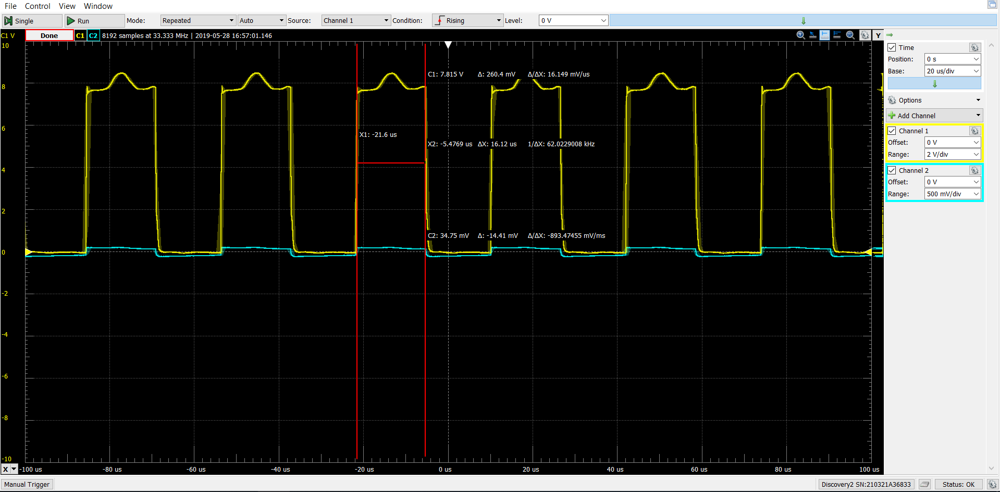 File Control View Window
Single Run Mode: Repeated Auto Source: Channel 1 Condition: Rising Level: 0 V
C1 V Done C1 C2 8192 samples at 33.333 MHz | 2019-05-28 16:57:01.146 Y
10
8
6
4
2
0
-2
-4
-6
-8
-10
C1: 7.815 V Δ: 260.4 mV Δ/ΔX: 16.149 mV/us
X1: -21.6 us
X2: -5.4769 us ΔX: 16.12 us 1/ΔX: 62.0229008 kHz
C2: 34.75 mV Δ: -14.41 mV Δ/ΔX: -893.47455 mV/ms
X -100 us -80 us -60 us -40 us -20 us 0 us 20 us 40 us 60 us 80 us 100 us
Time
Position: 0 s
Base: 20 us/div
Options
Add Channel
Channel 1
Offset: 0 V
Range: 2 V/div
Channel 2
Offset: 0 V
Range: 500 mV/div
Manual Trigger Discovery2 SN:210321A36833 Status: OK